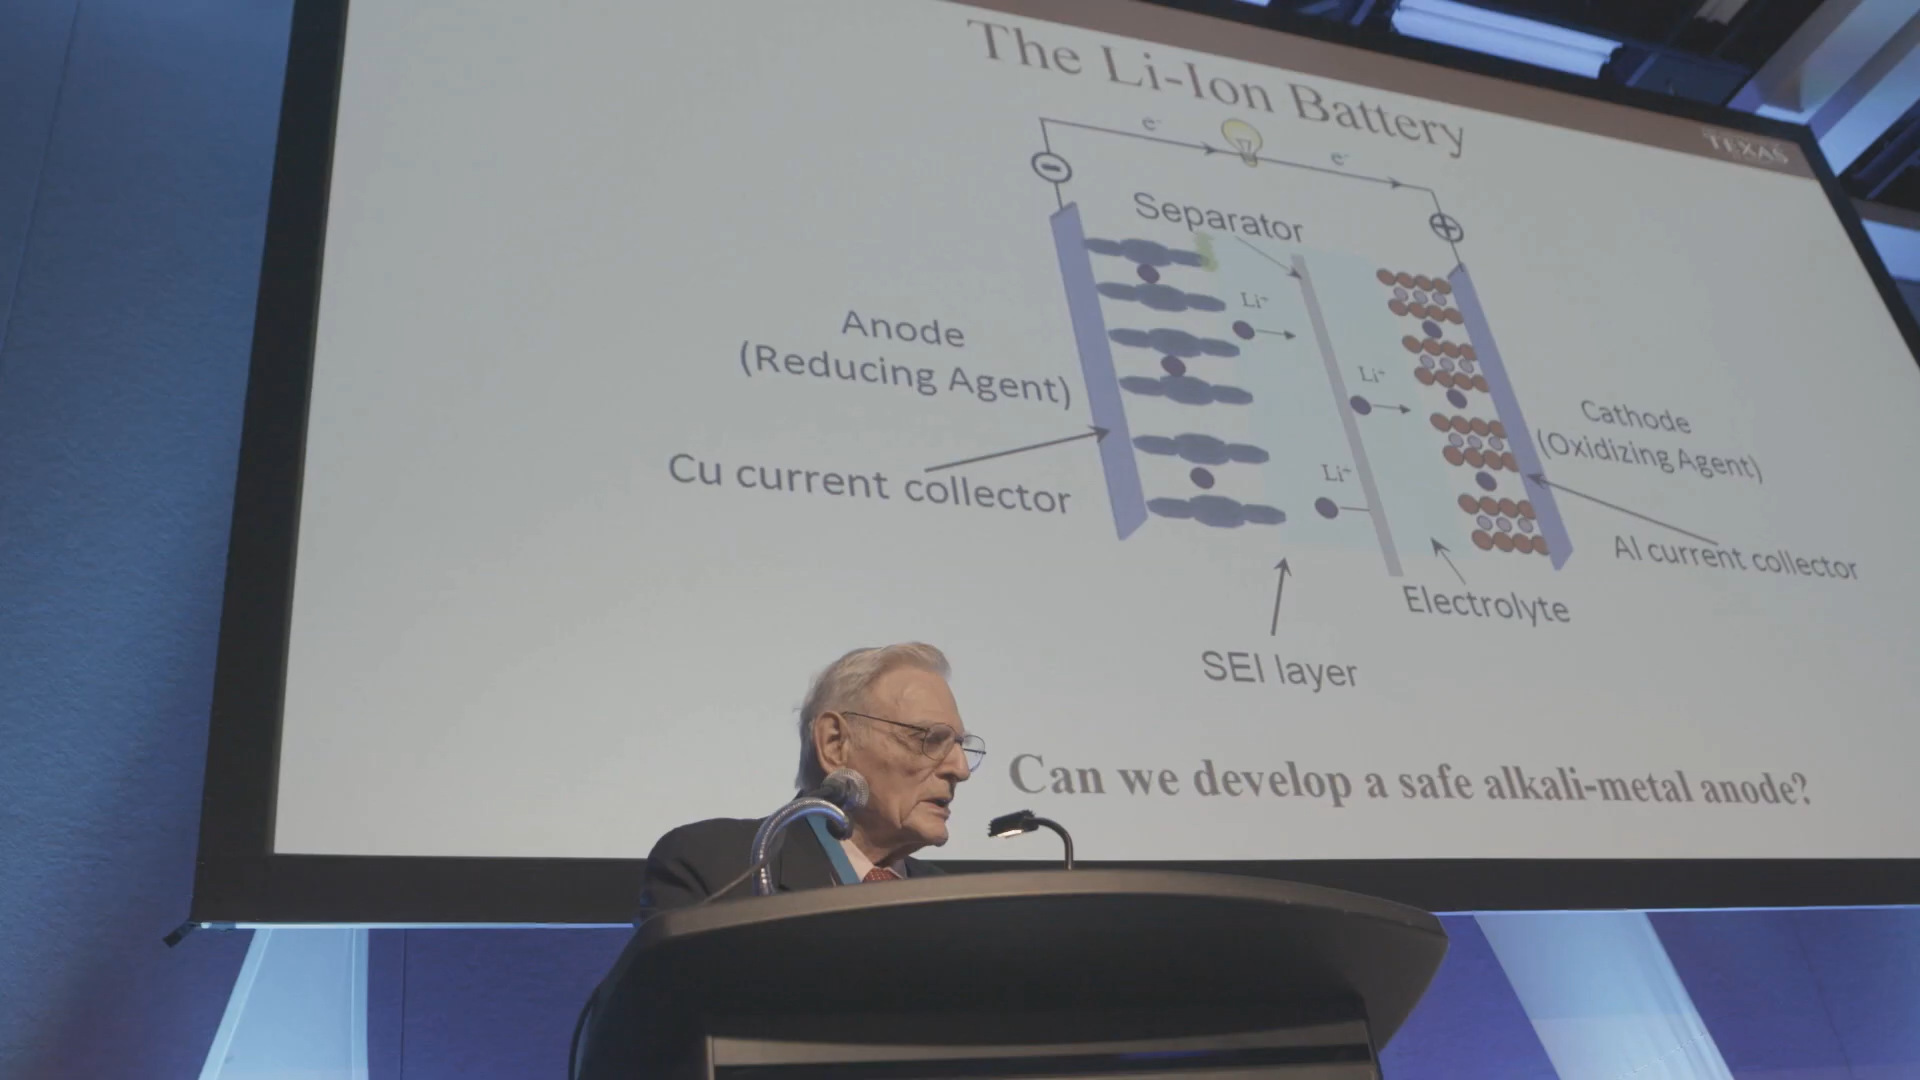 The Li-Ion Battery
TEXAS
e-
e-
−
+
Separator
Li+
Li+
Li+
Anode
(Reducing Agent)
Cu current collector
Cathode
(Oxidizing Agent)
Al current collector
Electrolyte
SEI layer
Can we develop a safe alkali-metal anode?